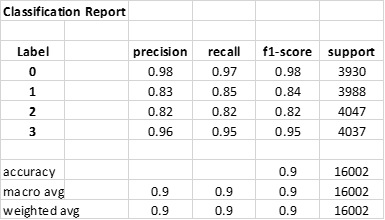 Classification Report
Label precision recall f1-score support
0 0.98 0.97 0.98 3930
1 0.83 0.85 0.84 3988
2 0.82 0.82 0.82 4047
3 0.96 0.95 0.95 4037
accuracy 0.9 16002
macro avg 0.9 0.9 0.9 16002
weighted avg 0.9 0.9 0.9 16002